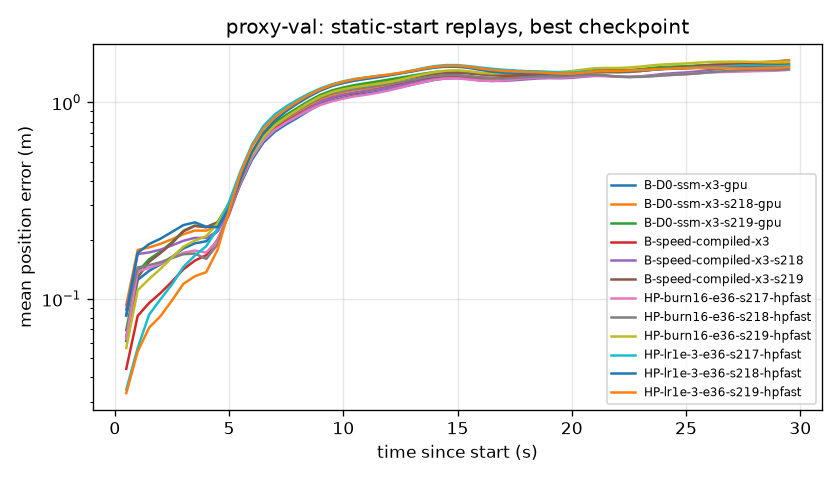 proxy-val: static-start replays, best checkpoint
mean position error (m)
10⁰
10⁻¹
B-D0-ssm-x3-gpu
B-D0-ssm-x3-s218-gpu
B-D0-ssm-x3-s219-gpu
B-speed-compiled-x3
B-speed-compiled-x3-s218
B-speed-compiled-x3-s219
HP-burn16-e36-s217-hpfast
HP-burn16-e36-s218-hpfast
HP-burn16-e36-s219-hpfast
HP-lr1e-3-e36-s217-hpfast
HP-lr1e-3-e36-s218-hpfast
HP-lr1e-3-e36-s219-hpfast
0 5 10 15 20 25 30
time since start (s)